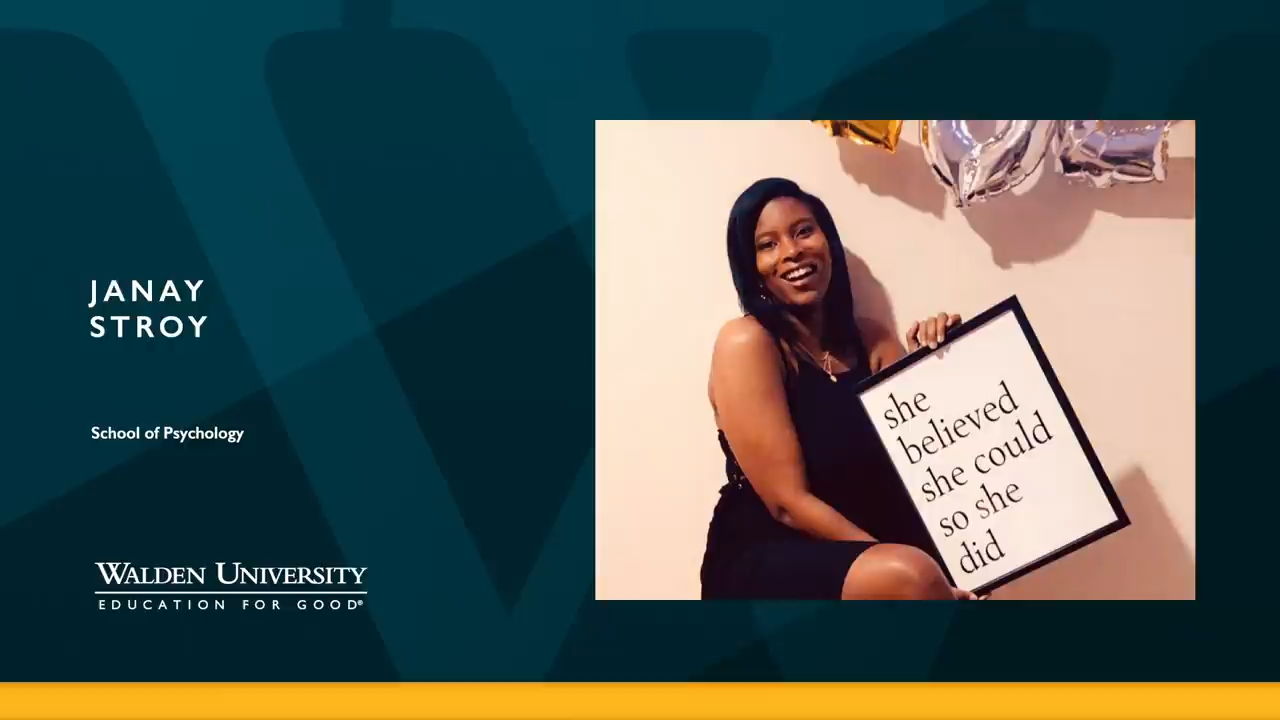 JANAY
STROY
School of Psychology
WALDEN UNIVERSITY
EDUCATION FOR GOOD®
she
believed
she could
so she
did